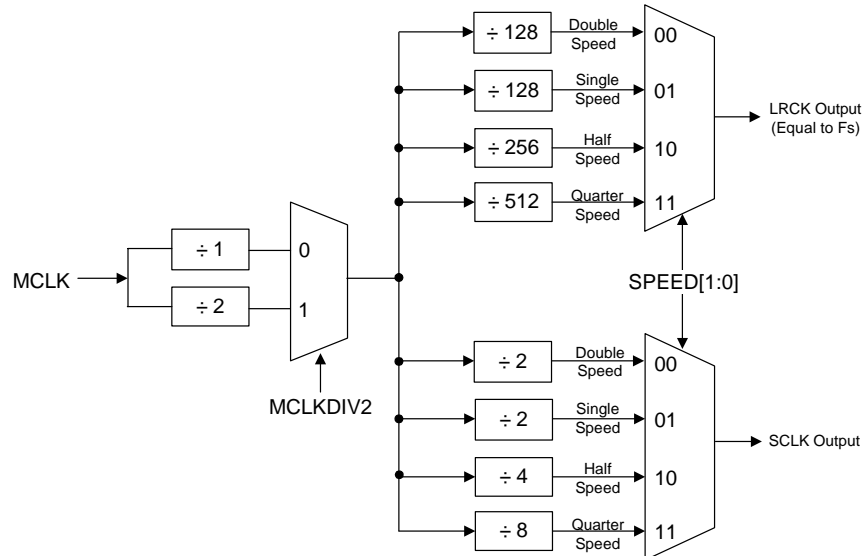 ÷ 128
Double
Speed
00
÷ 128
Single
Speed
01
÷ 256
Half
Speed
10
÷ 512
Quarter
Speed
11
LRCK Output
(Equal to Fs)
MCLK
÷ 1
0
÷ 2
1
MCLKDIV2
SPEED[1:0]
÷ 2
Double
Speed
00
÷ 2
Single
Speed
01
÷ 4
Half
Speed
10
÷ 8
Quarter
Speed
11
SCLK Output